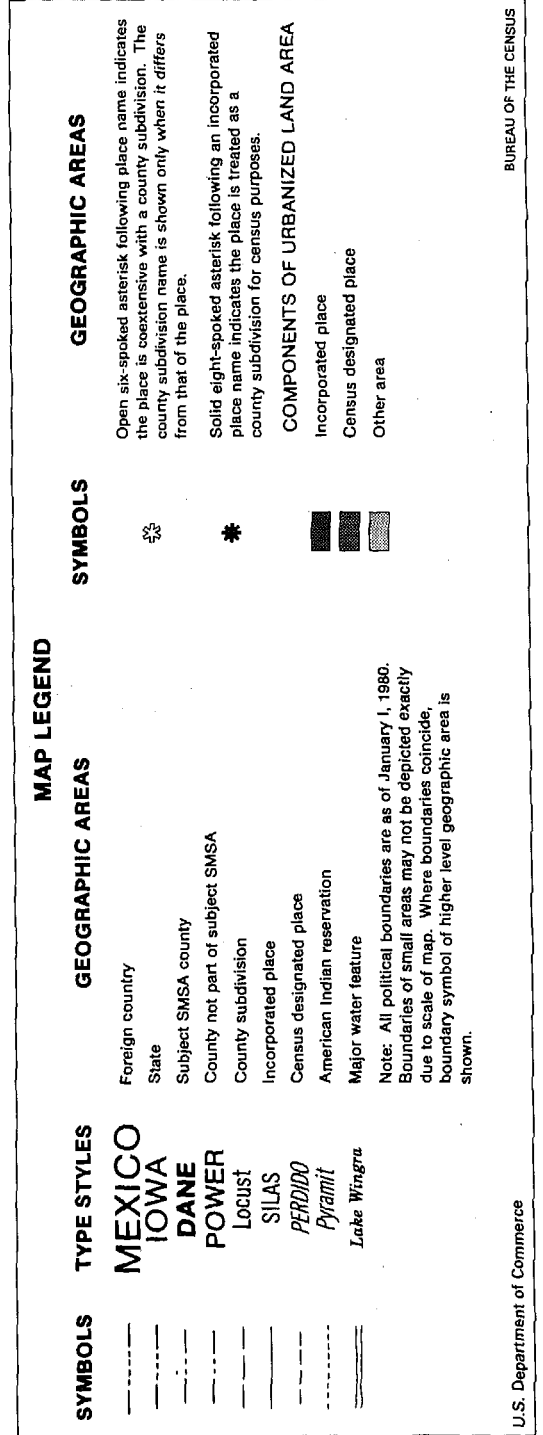 MAP LEGEND
SYMBOLS TYPE STYLES GEOGRAPHIC AREAS
MEXICO Foreign country
IOWA State
DANE Subject SMSA county
POWER County not part of subject SMSA
Locust County subdivision
SILAS Incorporated place
PERDIDO Census designated place
Pyramit American Indian reservation
Lake Wingra Major water feature
Note: All political boundaries are as of January 1, 1980.
Boundaries of small areas may not be depicted exactly
due to scale of map. Where boundaries coincide,
boundary symbol of higher level geographic area is
shown.
SYMBOLS GEOGRAPHIC AREAS
Open six-spoked asterisk following place name indicates
the place is coextensive with a county subdivision. The
county subdivision name is shown only when it differs
from that of the place.
Solid eight-spoked asterisk following an incorporated
place name indicates the place is treated as a
county subdivision for census purposes.
COMPONENTS OF URBANIZED LAND AREA
Incorporated place
Census designated place
Other area
U.S. Department of Commerce
BUREAU OF THE CENSUS